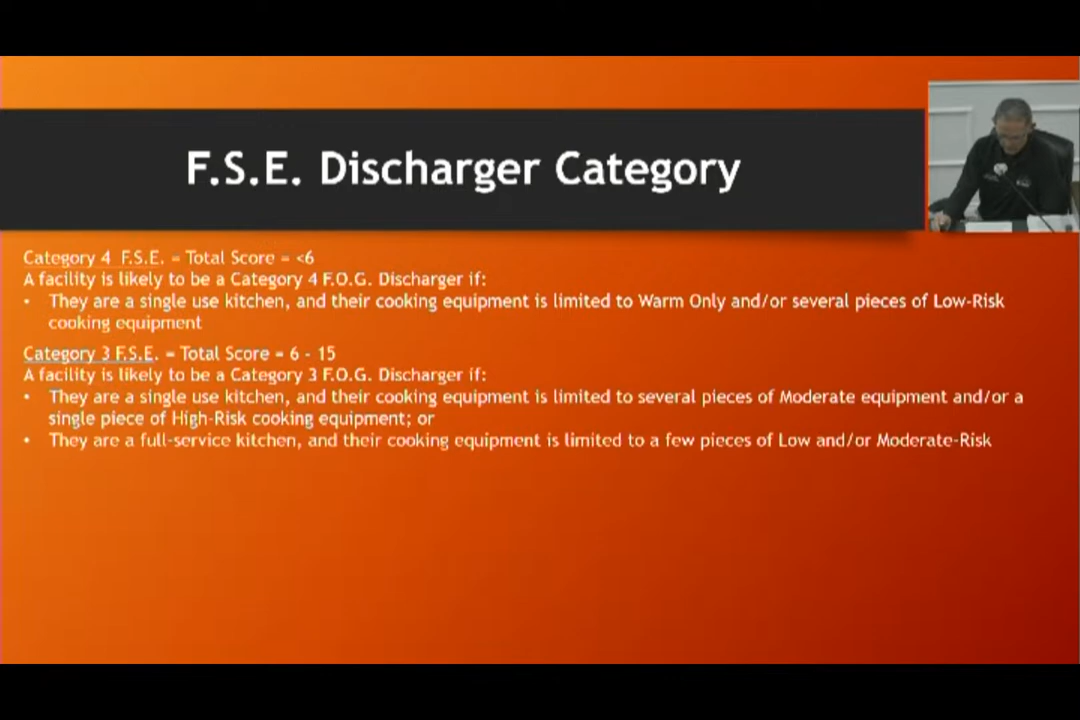 F.S.E. Discharger Category
Category 4 F.S.E. = Total Score = <6
A facility is likely to be a Category 4 F.O.G. Discharger if:
• They are a single use kitchen, and their cooking equipment is limited to Warm Only and/or several pieces of Low-Risk
cooking equipment
Category 3 F.S.E. = Total Score = 6 - 15
A facility is likely to be a Category 3 F.O.G. Discharger if:
• They are a single use kitchen, and their cooking equipment is limited to several pieces of Moderate equipment and/or a
single piece of High-Risk cooking equipment; or
• They are a full-service kitchen, and their cooking equipment is limited to a few pieces of Low and/or Moderate-Risk